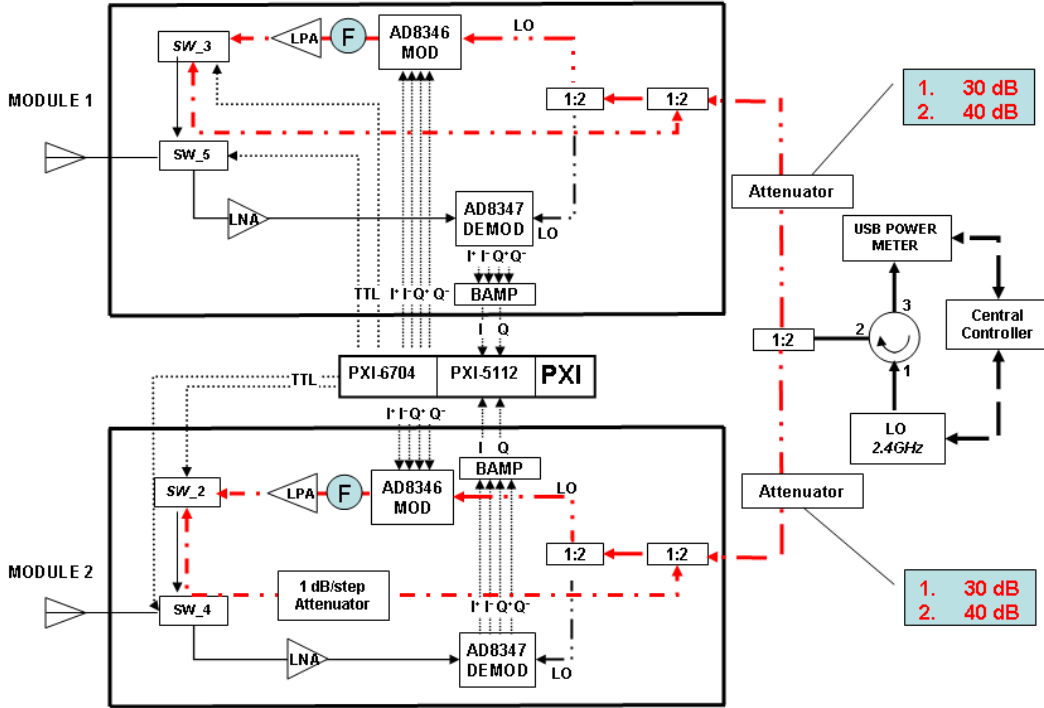 MODULE 1
SW_3
LPA
F
AD8346
MOD
LO
1:2
1:2
SW_5
LNA
AD8347
DEMOD
LO
I+ I- Q+ Q-
BAMP
TTL
I+ I- Q+ Q-
I Q
1. 30 dB
2. 40 dB
Attenuator
USB POWER
METER
3
2
1
1:2
Central
Controller
LO
2.4GHz
PXI-6704
PXI-5112
PXI
TTL
I+ I- Q+ Q-
I Q
MODULE 2
SW_2
LPA
F
AD8346
MOD
BAMP
LO
1:2
1:2
1 dB/step
Attenuator
SW_4
LNA
I+ I- Q+ Q-
AD8347
DEMOD
LO
Attenuator
1. 30 dB
2. 40 dB